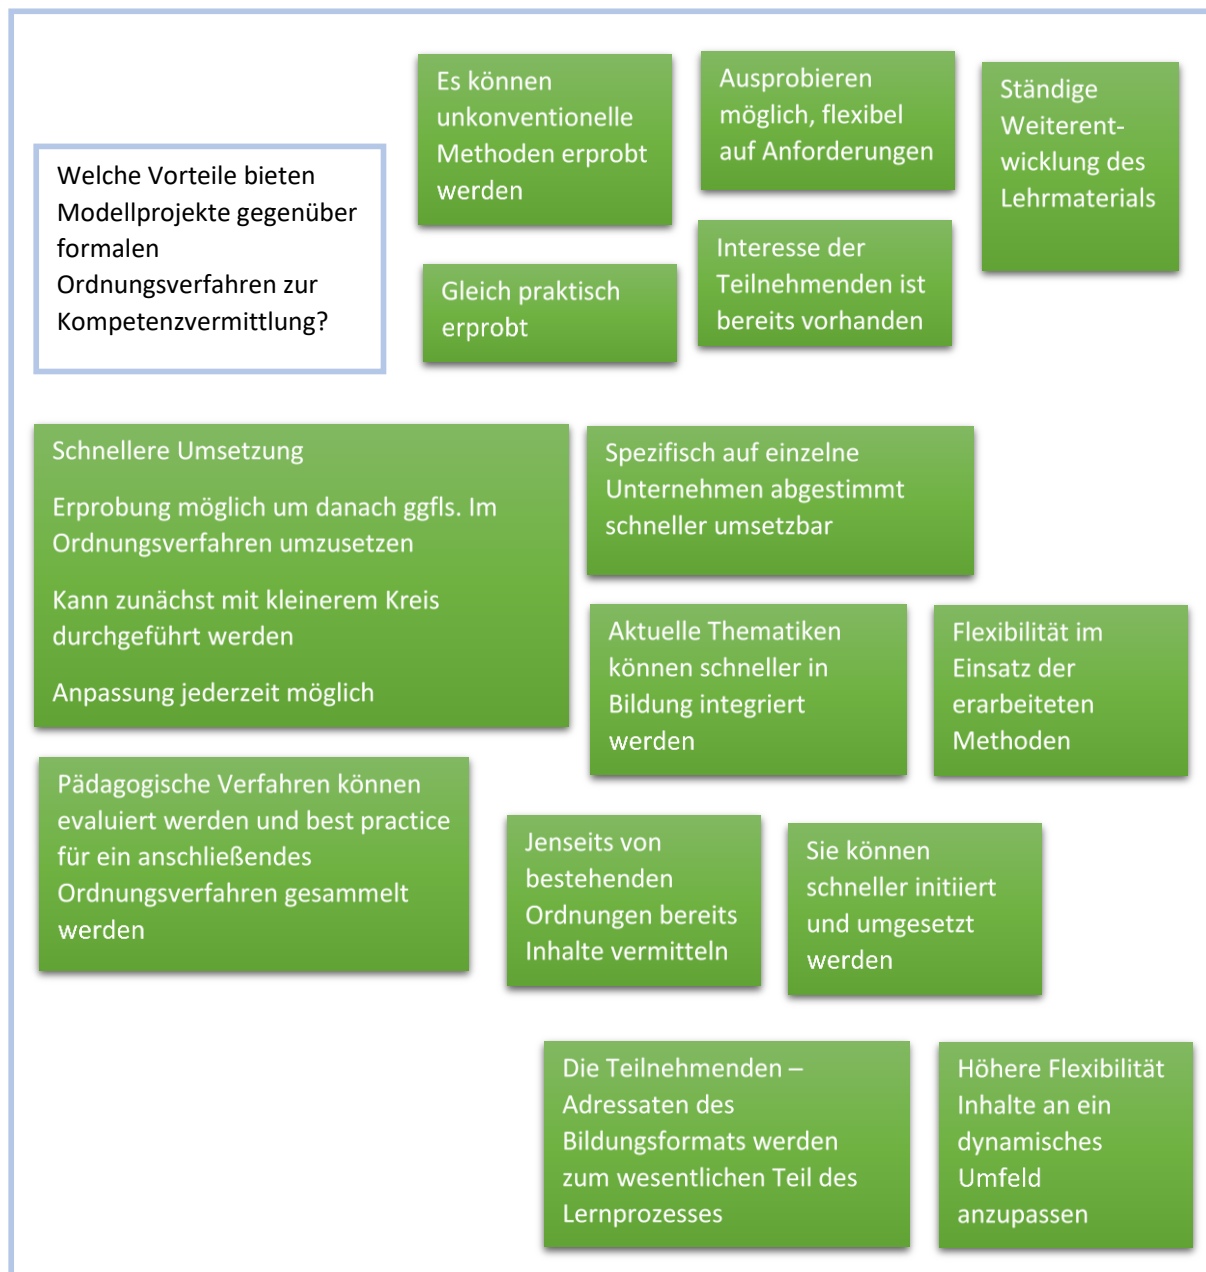 Welche Vorteile bieten
Modellprojekte gegenüber
formalen
Ordnungsverfahren zur
Kompetenzvermittlung?
Es können
unkonventionelle
Methoden erprobt
werden
Ausprobieren
möglich, flexibel
auf Anforderungen
Ständige
Weiterent-
wicklung des
Lehrmaterials
Gleich praktisch
erprobt
Interesse der
Teilnehmenden ist
bereits vorhanden
Schnellere Umsetzung
Erprobung möglich um danach ggfls. Im
Ordnungsverfahren umzusetzen
Kann zunächst mit kleinerem Kreis
durchgeführt werden
Anpassung jederzeit möglich
Spezifisch auf einzelne
Unternehmen abgestimmt
schneller umsetzbar
Aktuelle Thematiken
können schneller in
Bildung integriert
werden
Flexibilität im
Einsatz der
erarbeiteten
Methoden
Pädagogische Verfahren können
evaluiert werden und best practice
für ein anschließendes
Ordnungsverfahren gesammelt
werden
Jenseits von
bestehenden
Ordnungen bereits
Inhalte vermitteln
Sie können
schneller initiiert
und umgesetzt
werden
Die Teilnehmenden –
Adressaten des
Bildungsformats werden
zum wesentlichen Teil des
Lernprozesses
Höhere Flexibilität
Inhalte an ein
dynamisches
Umfeld
anzupassen